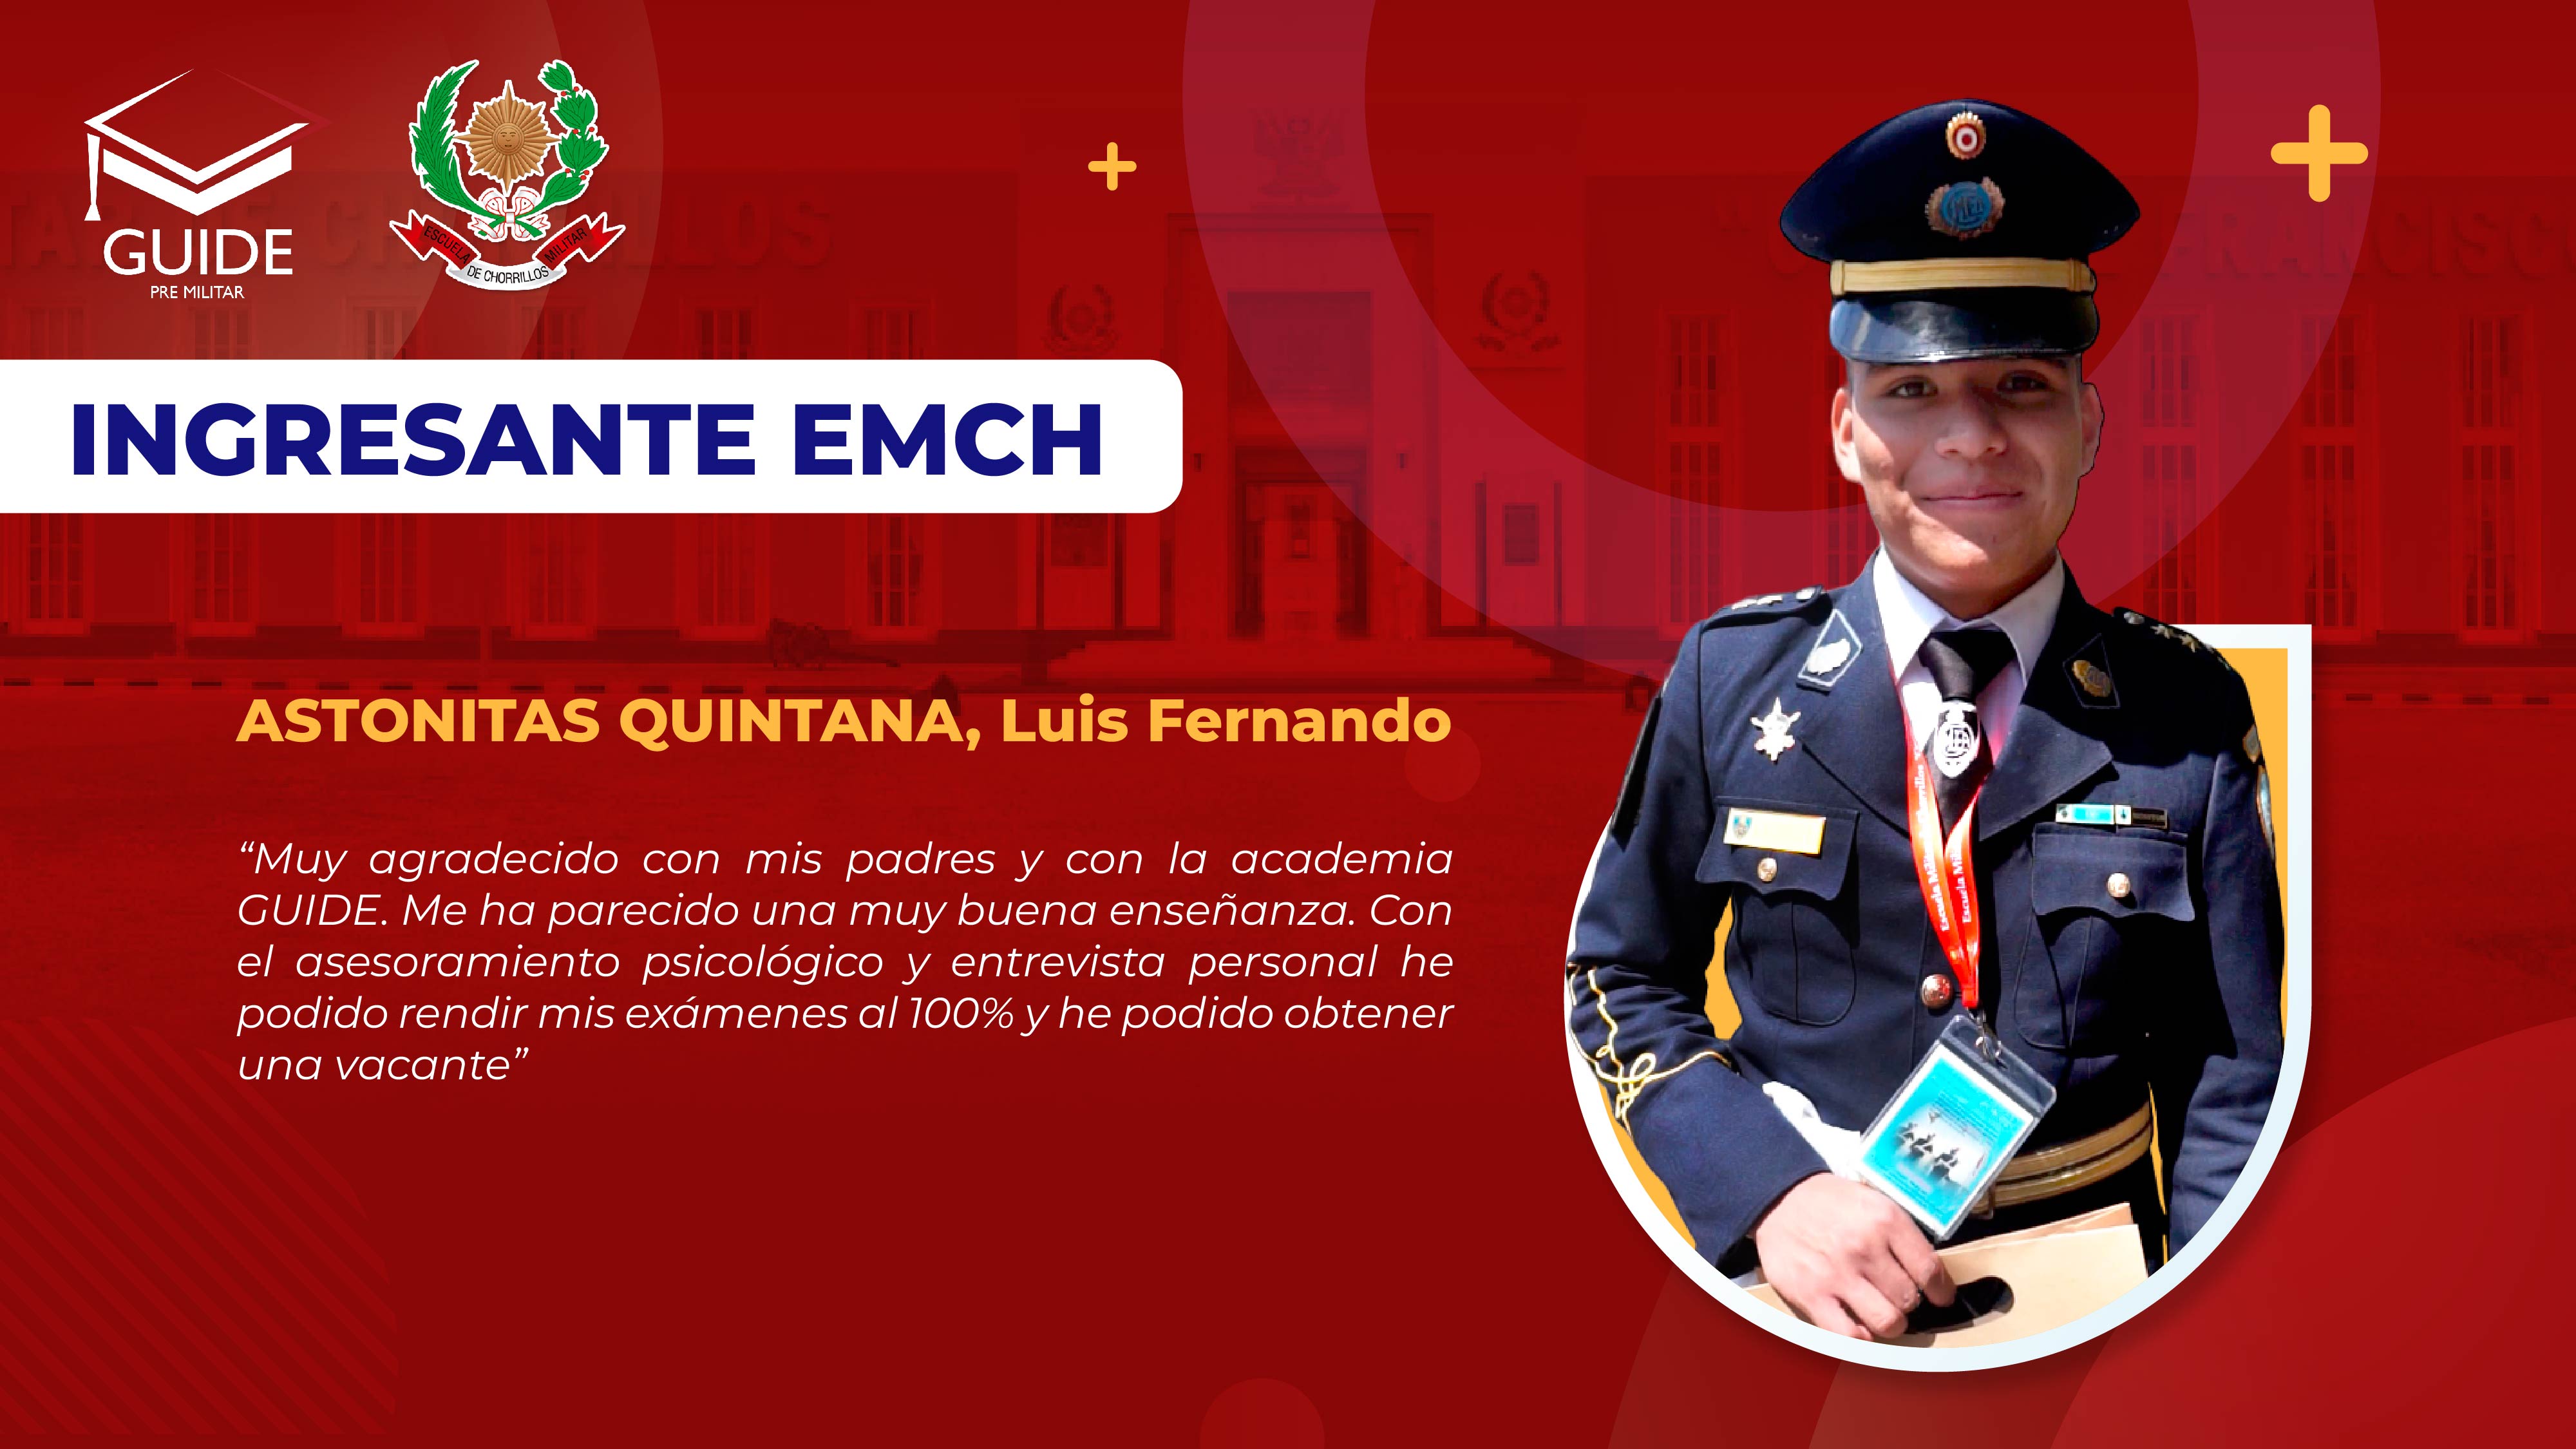 GUIDE
PRE MILITAR
ESCUELA MILITAR
DE CHORRILLOS
INGRESANTE EMCH
ASTONITAS QUINTANA, Luis Fernando
“Muy agradecido con mis padres y con la academia
GUIDE. Me ha parecido una muy buena enseñanza. Con
el asesoramiento psicológico y entrevista personal he
podido rendir mis exámenes al 100% y he podido obtener
una vacante”